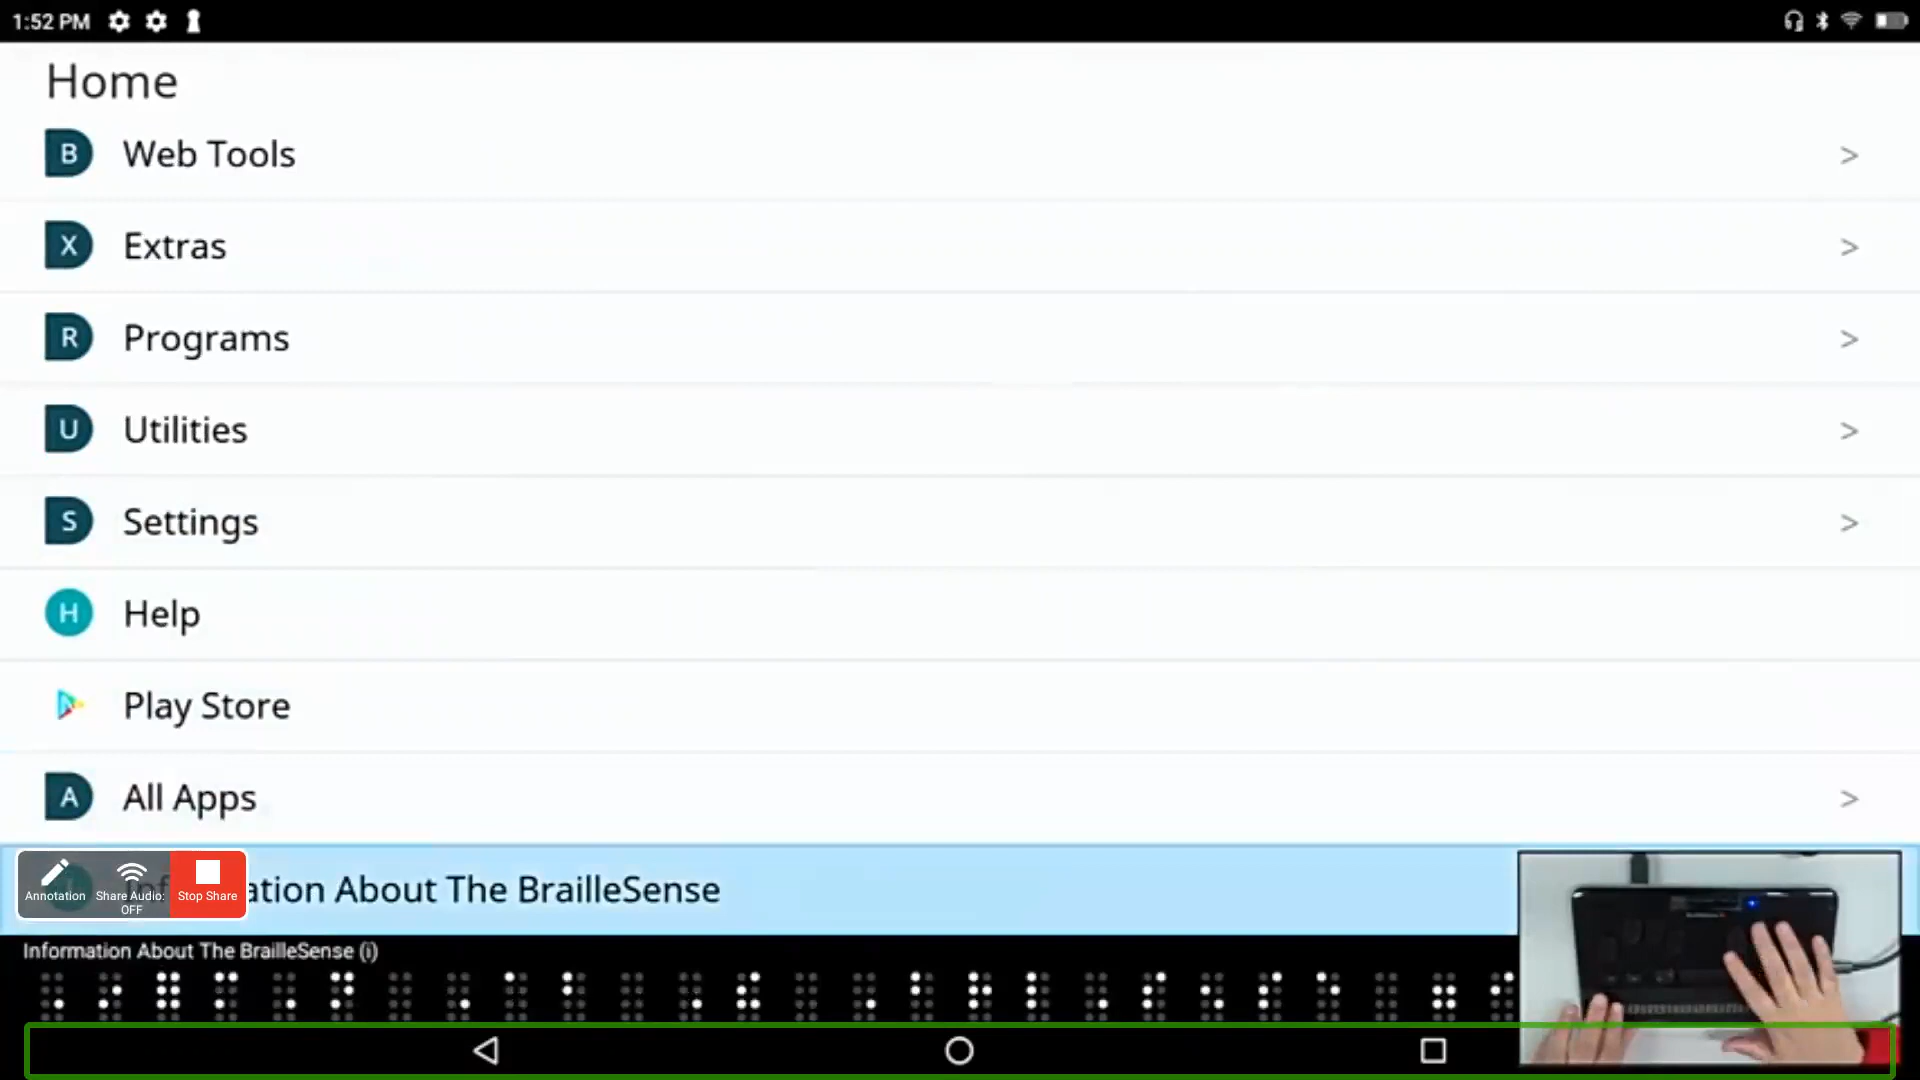 1:52 PM
Home
B Web Tools >
X Extras >
R Programs >
U Utilities >
S Settings >
H Help
Play Store
A All Apps >
About The BrailleSense
Annotation
Share Audio: OFF
Stop Share
Information About The BrailleSense (i)